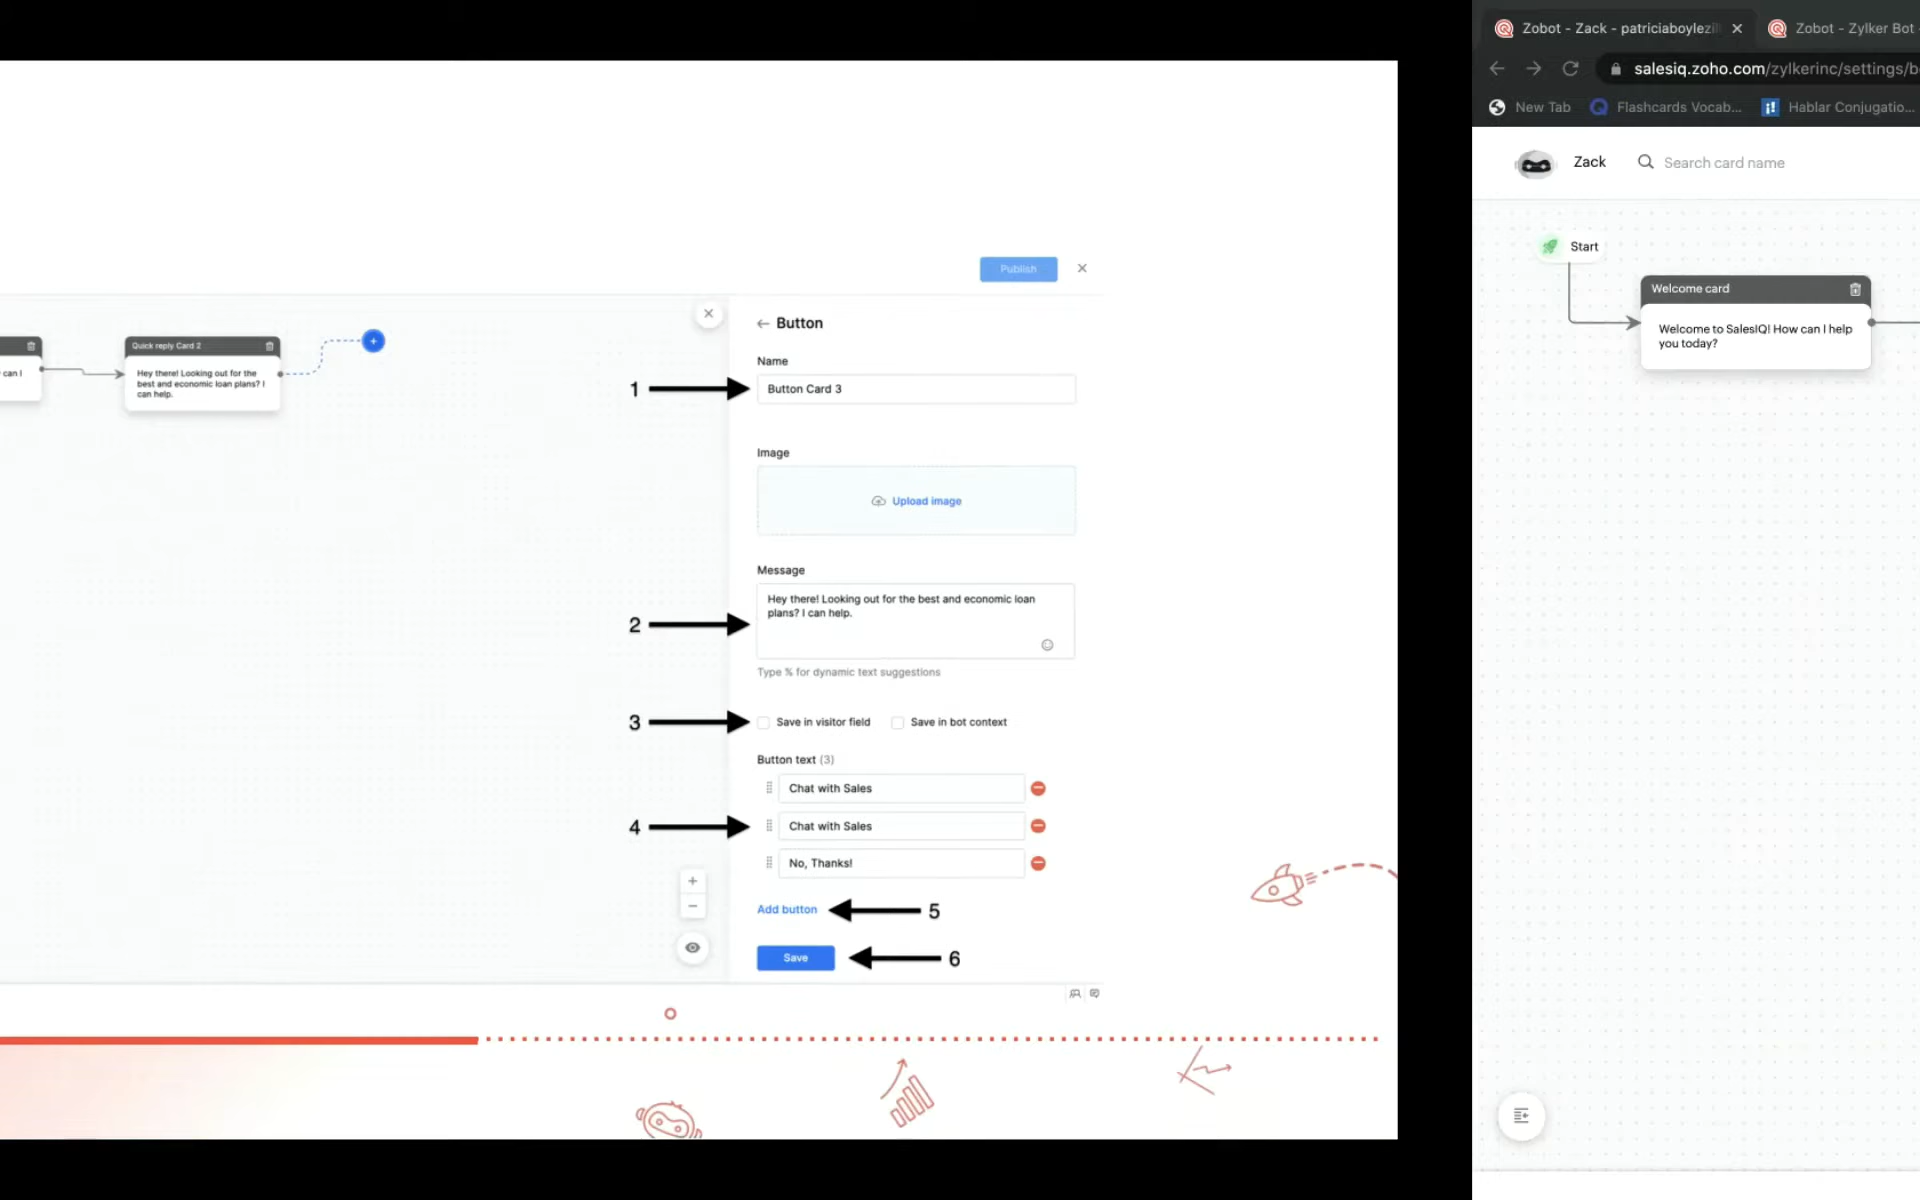 Publish
can I
Quick reply Card 2
Hey there! Looking out for the
best and economic loan plans? I
can help.
Button
Name
1
Button Card 3
Image
Upload image
Message
2
Hey there! Looking out for the best and economic loan
plans? I can help.
Type % for dynamic text suggestions
3
Save in visitor field
Save in bot context
Button text (3)
Chat with Sales
4
Chat with Sales
No, Thanks!
Add button
5
Save
6
Zobot - Zack - patriciaboylezil
Zobot - Zylker Bot
salesiq.zoho.com/zylkerinc/settings/b
New Tab
Flashcards Vocab...
Hablar Conjugatio...
Zack
Search card name
Start
Welcome card
Welcome to SalesIQ! How can I help
you today?